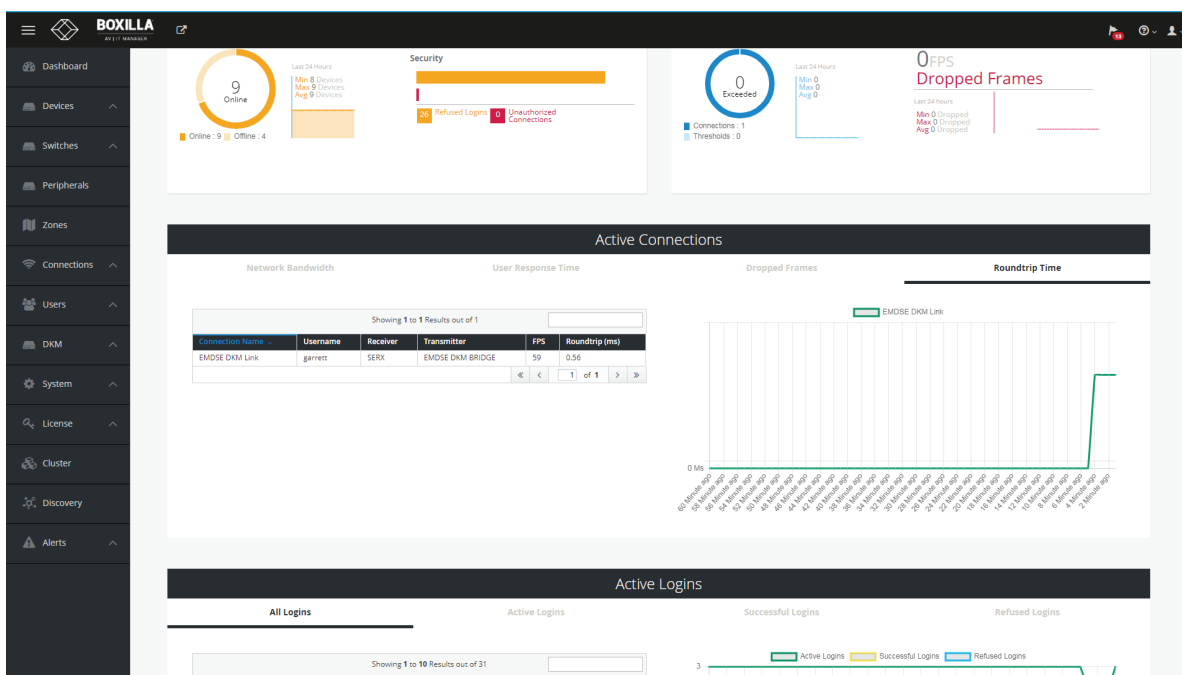 BOXILLA
AV | IT MANAGER
13
Dashboard
Devices
Switches
Peripherals
Zones
Connections
Users
DKM
System
License
Cluster
Discovery
Alerts
9
Online
Online : 9 Offline : 4
Last 24 Hours
Min 8 Devices
Max 9 Devices
Avg 9 Devices
Security
26 Refused Logins 0 Unauthorized
Connections
0
Exceeded
Connections : 1
Thresholds : 0
Last 24 Hours
Min 0
Max 0
Avg 0
0FPS
Dropped Frames
Last 24 hours
Min 0 Dropped
Max 0 Dropped
Avg 0 Dropped
Active Connections
Network Bandwidth User Response Time Dropped Frames Roundtrip Time
Showing 1 to 1 Results out of 1
Connection Name Username Receiver Transmitter FPS Roundtrip (ms)
EMDSE DKM Link garrett SERX EMDSE DKM BRIDGE 59 0.56
« < 1 of 1 > »
EMDSE DKM Link
0 Ms
60 Minute ago
58 Minute ago
56 Minute ago
54 Minute ago
52 Minute ago
50 Minute ago
48 Minute ago
46 Minute ago
44 Minute ago
42 Minute ago
40 Minute ago
38 Minute ago
36 Minute ago
34 Minute ago
32 Minute ago
30 Minute ago
28 Minute ago
26 Minute ago
24 Minute ago
22 Minute ago
20 Minute ago
18 Minute ago
16 Minute ago
14 Minute ago
12 Minute ago
10 Minute ago
8 Minute ago
6 Minute ago
4 Minute ago
2 Minute ago
Active Logins
All Logins Active Logins Successful Logins Refused Logins
Showing 1 to 10 Results out of 31
Active Logins Successful Logins Refused Logins
3